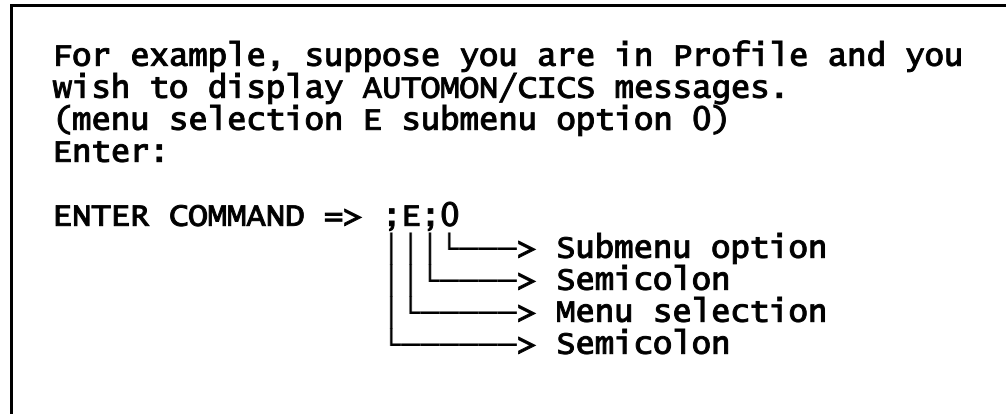 For example, suppose you are in Profile and you
wish to display AUTOMON/CICS messages.
(menu selection E submenu option 0)
Enter:
ENTER COMMAND => ;E;0
> Submenu option
> Semicolon
> Menu selection
> Semicolon